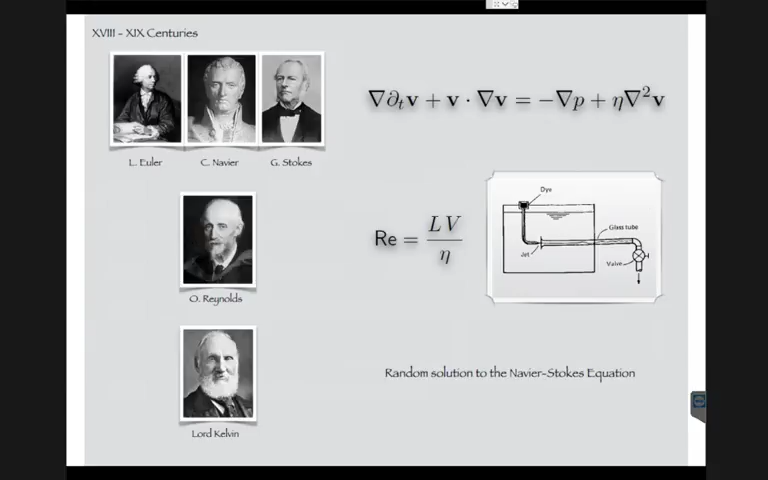 XVIII - XIX Centuries
L. Euler
C. Navier
G. Stokes
∇∂ₜv + v · ∇v = −∇p + η∇²v
O. Reynolds
Re = LV / η
Dye
Glass tube
Jet
Valve
Lord Kelvin
Random solution to the Navier-Stokes Equation